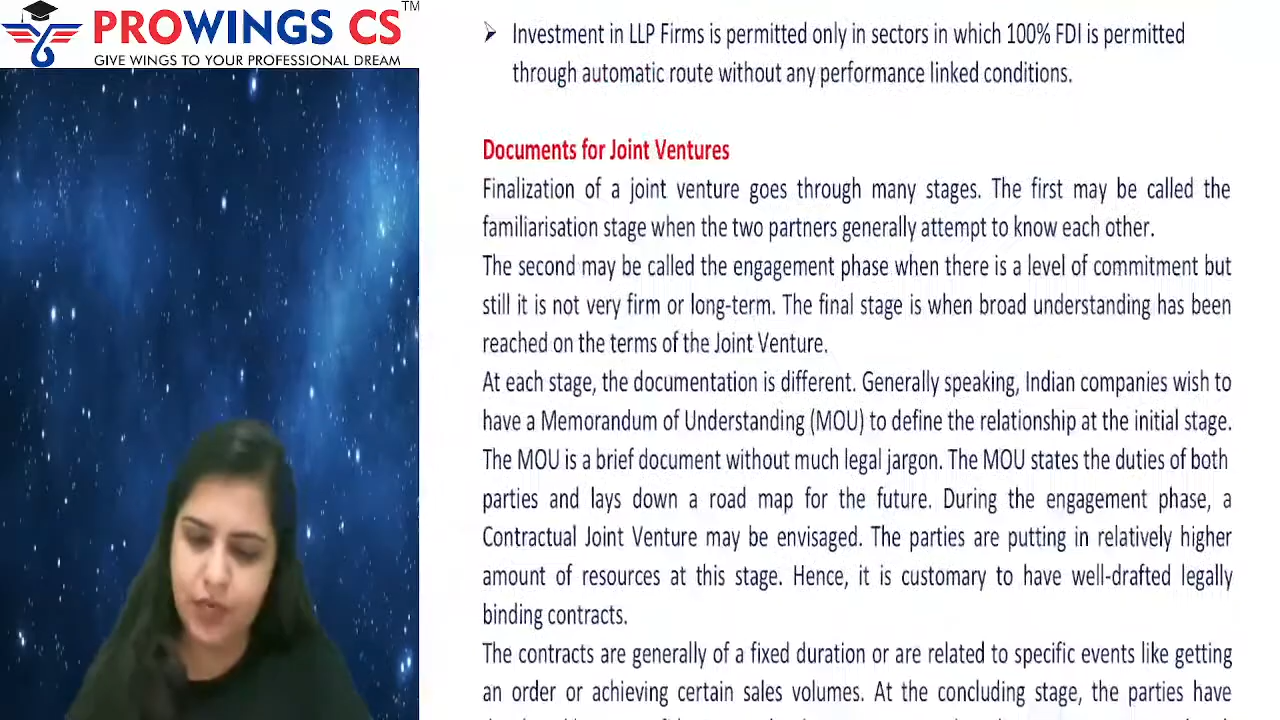 PROWINGS CS™
GIVE WINGS TO YOUR PROFESSIONAL DREAM
➢ Investment in LLP Firms is permitted only in sectors in which 100% FDI is permitted
through automatic route without any performance linked conditions.
Documents for Joint Ventures
Finalization of a joint venture goes through many stages. The first may be called the
familiarisation stage when the two partners generally attempt to know each other.
The second may be called the engagement phase when there is a level of commitment but
still it is not very firm or long-term. The final stage is when broad understanding has been
reached on the terms of the Joint Venture.
At each stage, the documentation is different. Generally speaking, Indian companies wish to
have a Memorandum of Understanding (MOU) to define the relationship at the initial stage.
The MOU is a brief document without much legal jargon. The MOU states the duties of both
parties and lays down a road map for the future. During the engagement phase, a
Contractual Joint Venture may be envisaged. The parties are putting in relatively higher
amount of resources at this stage. Hence, it is customary to have well-drafted legally
binding contracts.
The contracts are generally of a fixed duration or are related to specific events like getting
an order or achieving certain sales volumes. At the concluding stage, the parties have